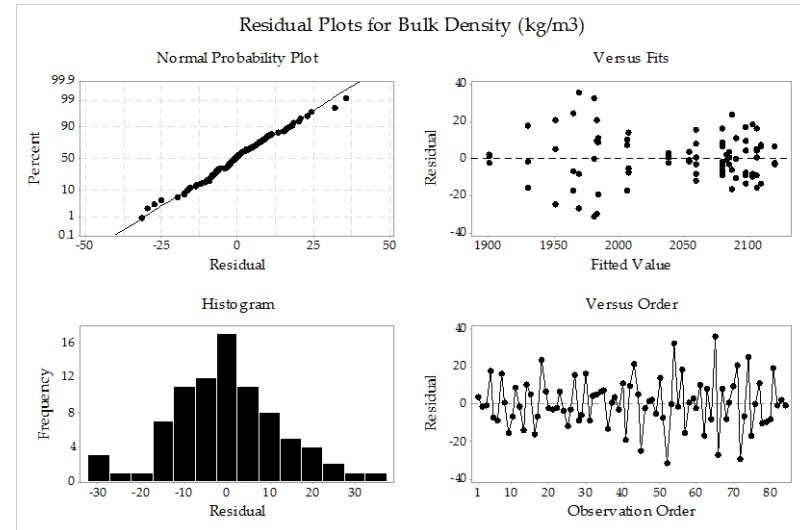 Residual Plots for Bulk Density (kg/m3)
Normal Probability Plot
99.9
99
90
50
10
1
0.1
Percent
-50 -25 0 25 50
Residual
Versus Fits
40
20
0
-20
-40
Residual
1900 1950 2000 2050 2100
Fitted Value
Histogram
16
12
8
4
0
Frequency
-30 -20 -10 0 10 20 30
Residual
Versus Order
40
20
0
-20
-40
Residual
1 10 20 30 40 50 60 70 80
Observation Order